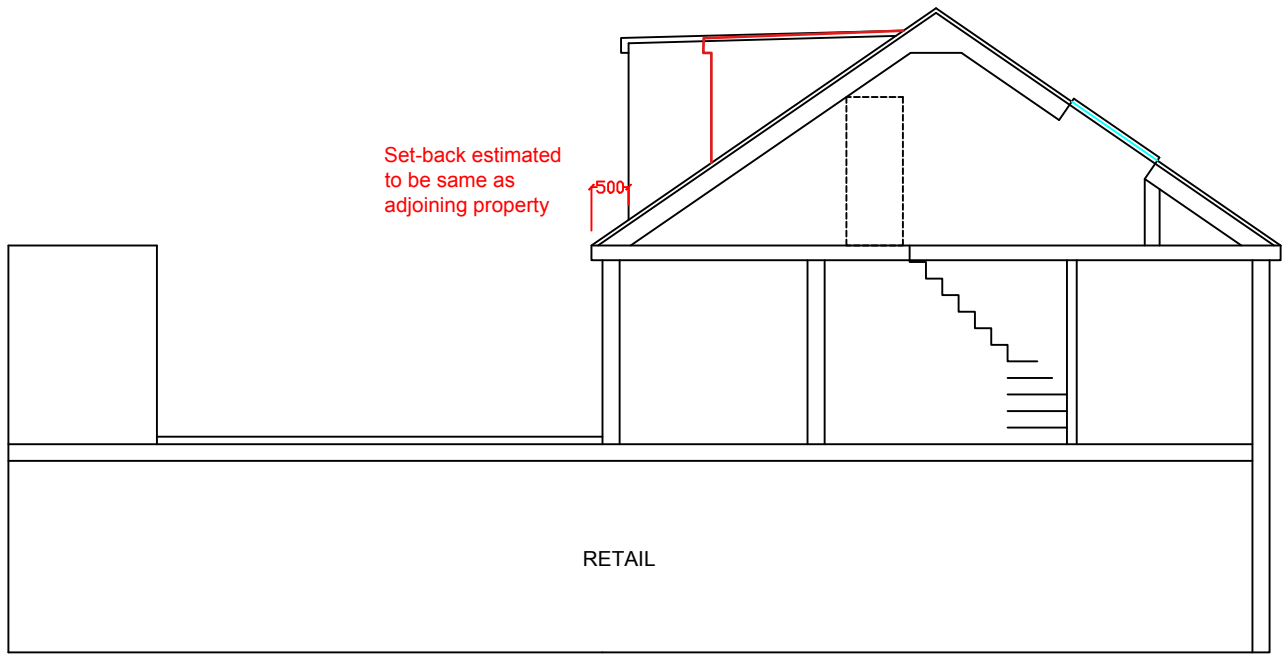 Set-back estimated
to be same as
adjoining property
500
RETAIL